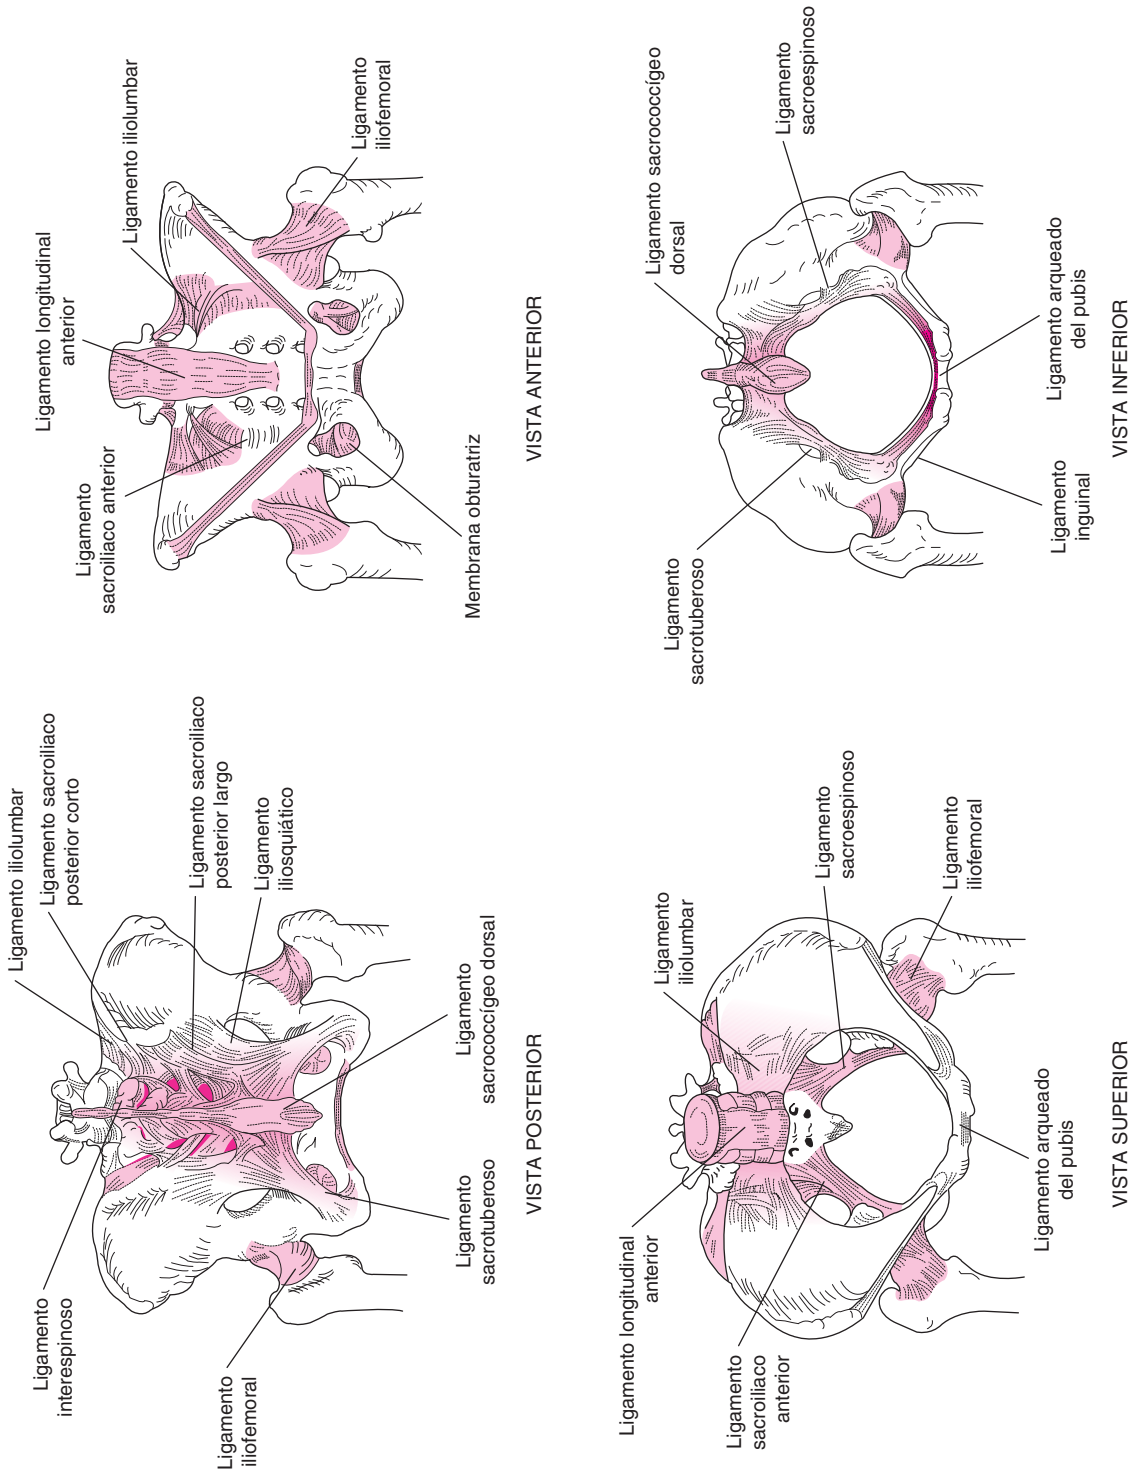 Ligamento iliolumbar
Ligamento sacroiliaco
posterior corto
Ligamento sacroiliaco
posterior largo
Ligamento
iliosquiático
Ligamento
interespinoso
Ligamento
iliofemoral
Ligamento
sacrotuberoso
Ligamento
sacrococcígeo dorsal
VISTA POSTERIOR
Ligamento longitudinal
anterior
Ligamento iliolumbar
Ligamento
sacroiliaco anterior
Ligamento
iliofemoral
Membrana obturatriz
VISTA ANTERIOR
Ligamento longitudinal
anterior
Ligamento
iliolumbar
Ligamento
sacroiliaco
anterior
Ligamento
sacroespinoso
Ligamento
iliofemoral
Ligamento arqueado
del pubis
VISTA SUPERIOR
Ligamento sacrococcígeo
dorsal
Ligamento
sacrotuberoso
Ligamento
sacroespinoso
Ligamento
inguinal
Ligamento arqueado
del pubis
VISTA INFERIOR